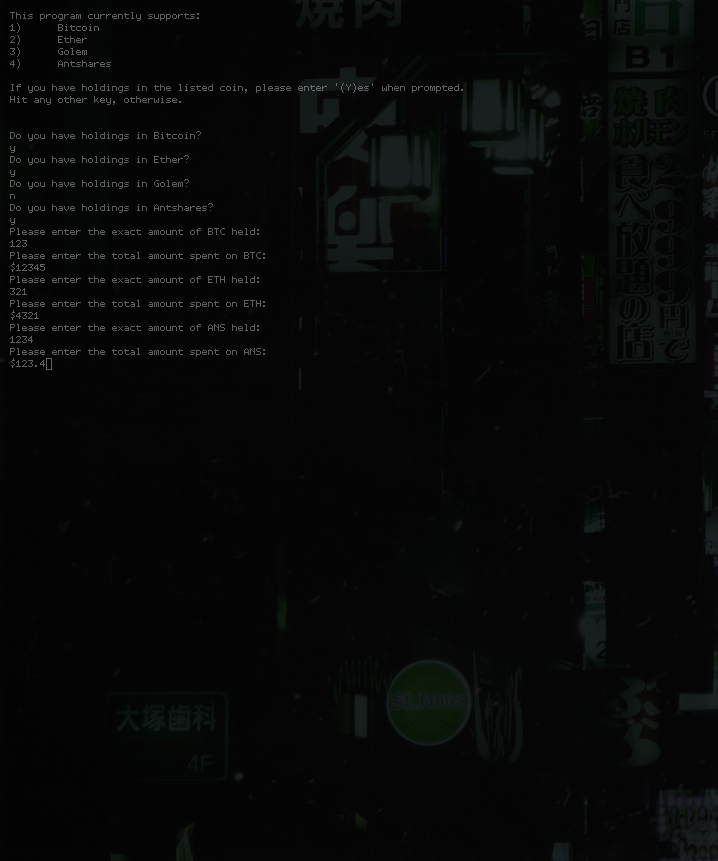 This program currently supports:
1) Bitcoin
2) Ether
3) Golem
4) Antshares
If you have holdings in the listed coin, please enter '(Y)es' when prompted.
Hit any other key, otherwise.
Do you have holdings in Bitcoin?
y
Do you have holdings in Ether?
y
Do you have holdings in Golem?
n
Do you have holdings in Antshares?
y
Please enter the exact amount of BTC held:
123
Please enter the total amount spent on BTC:
$12345
Please enter the exact amount of ETH held:
321
Please enter the total amount spent on ETH:
$4321
Please enter the exact amount of ANS held:
1234
Please enter the total amount spent on ANS:
$123.4
焼肉
門
店
B1
焼肉
2999円で
食べ放題の店
大塚歯科
4F
St.James